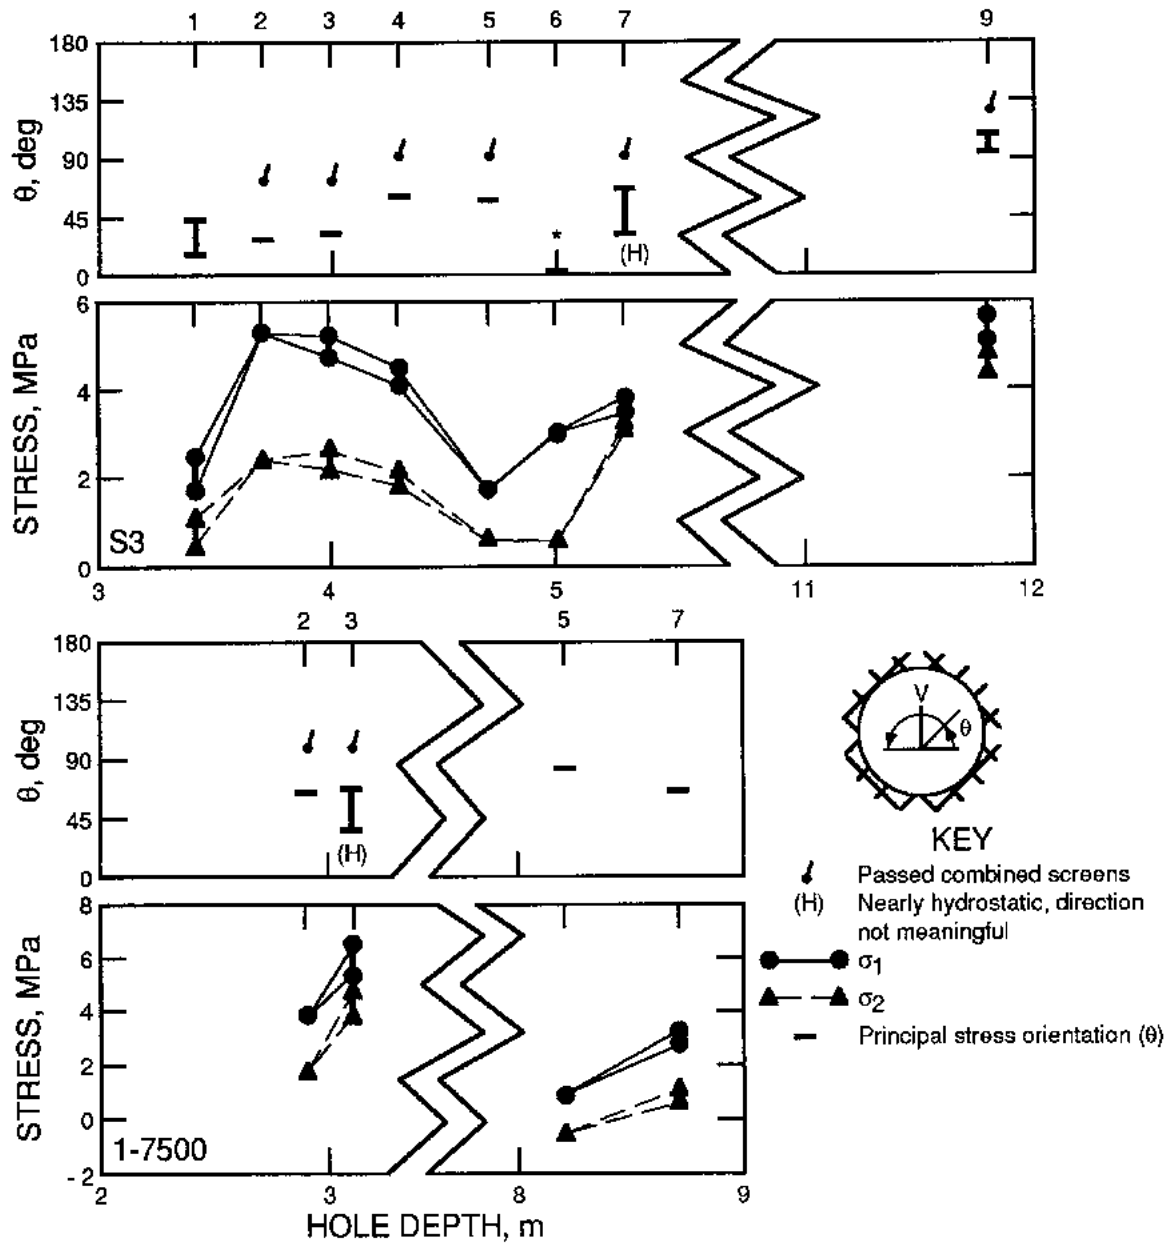 1 2 3 4 5 6 7 9
180
135
90
45
0
θ, deg
*
(H)
6
4
2
0
STRESS, MPa
S3
3 4 5 11 12
2 3 5 7
180
135
90
45
0
θ, deg
(H)
V
θ
KEY
Passed combined screens
(H) Nearly hydrostatic, direction
not meaningful
σ1
σ2
Principal stress orientation (θ)
8
6
4
2
0
-2
STRESS, MPa
1-7500
2 3 8 9
HOLE DEPTH, m